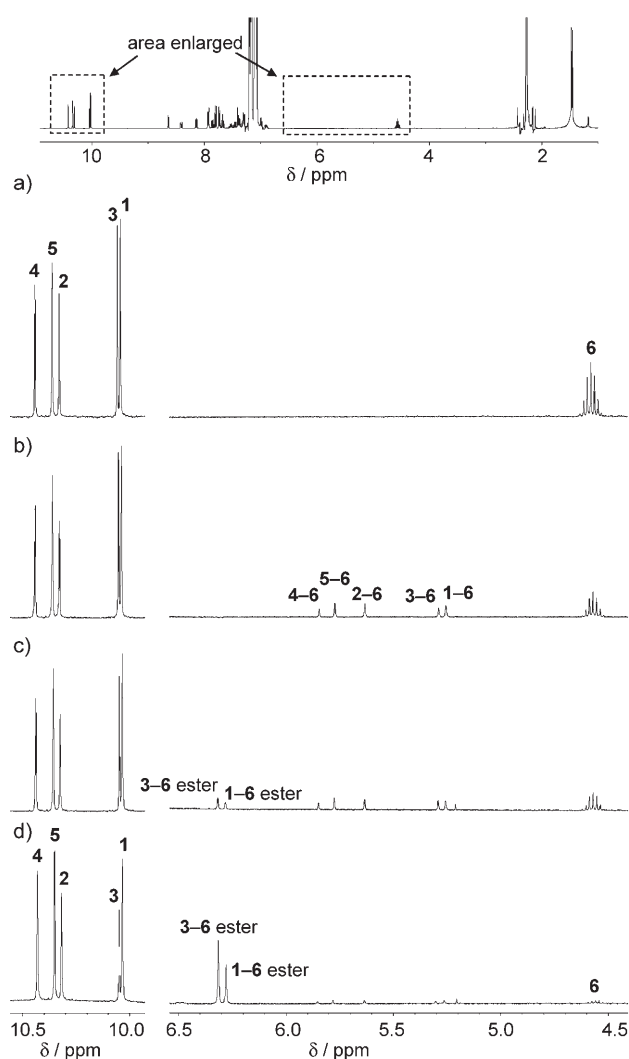 area enlarged
10 8 6 4 2
δ / ppm
a)
3 1
5
4 2
6
b)
5–6
4–6 2–6 3–6 1–6
c)
3–6 ester
1–6 ester
d)
5
4 2 3 1
3–6 ester
1–6 ester
6
10.5 10.0 6.5 6.0 5.5 5.0 4.5
δ / ppm δ / ppm